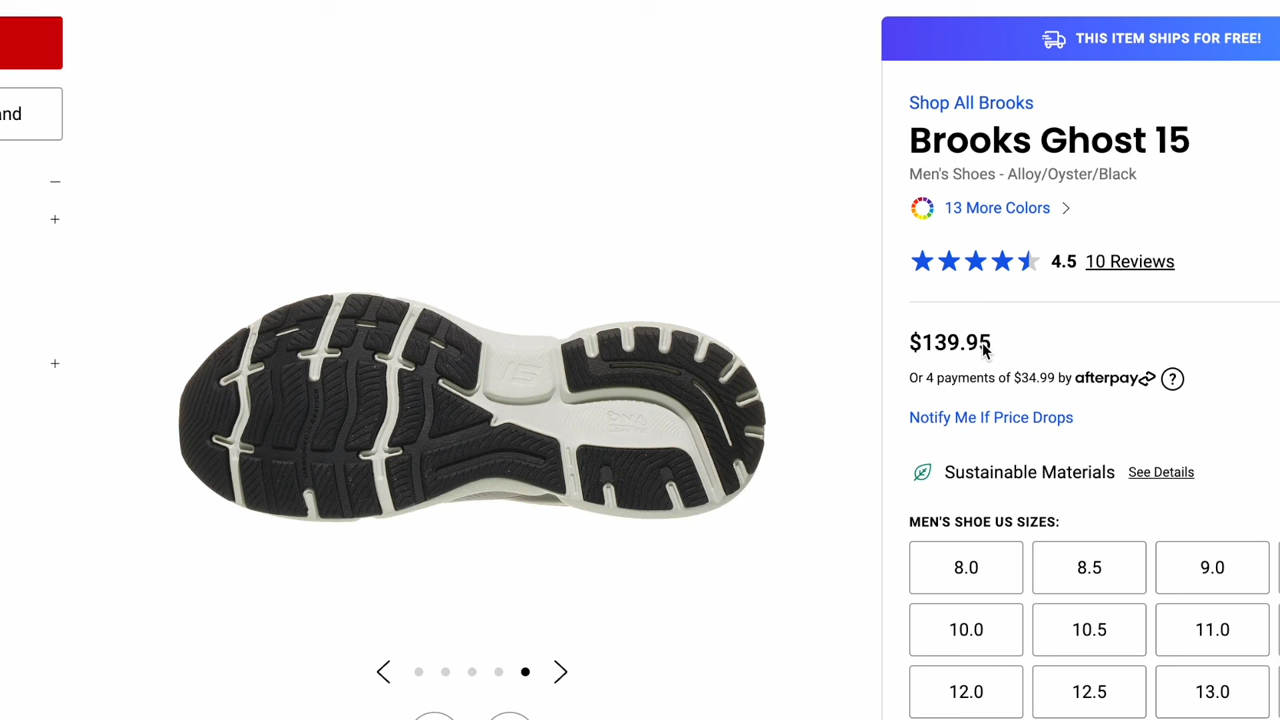 THIS ITEM SHIPS FOR FREE!
and
Shop All Brooks
Brooks Ghost 15
Men's Shoes - Alloy/Oyster/Black
13 More Colors
4.5 10 Reviews
$139.95
Or 4 payments of $34.99 by afterpay ?
Notify Me If Price Drops
Sustainable Materials See Details
MEN'S SHOE US SIZES:
8.0 8.5 9.0
10.0 10.5 11.0
12.0 12.5 13.0